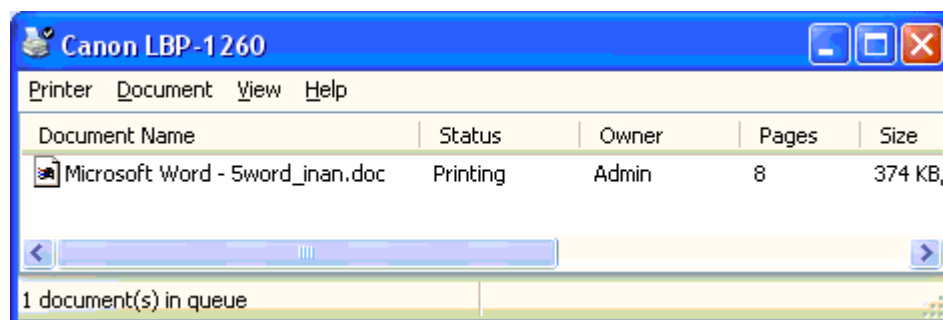 Canon LBP-1260
Printer Document View Help
Document Name Status Owner Pages Size
Microsoft Word - 5word_inan.doc Printing Admin 8 374 KB,
1 document(s) in queue